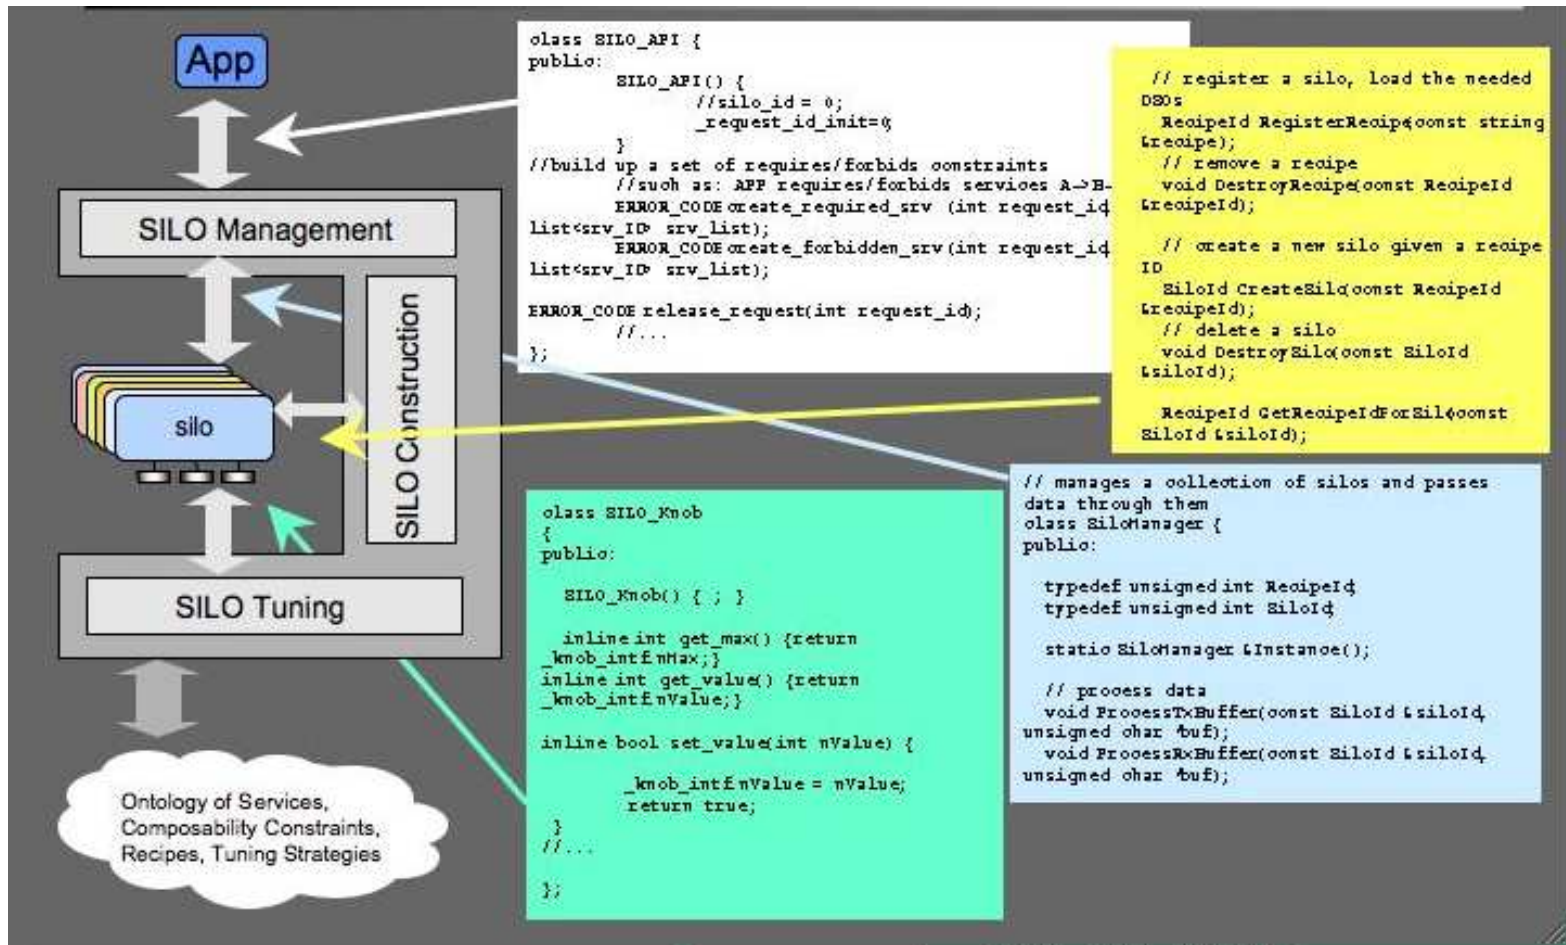 App
SILO Management
SILO Construction
silo
SILO Tuning
Ontology of Services,
Composability Constraints,
Recipes, Tuning Strategies
class SILO_API {
public:
SILO_API() {
//silo_id = 0;
_request_id_init=0;
}
//build up a set of requires/forbids constraints
//such as: APP requires/forbids services A->B-
ERROR_CODE create_required_srv (int request_id,
list<srv_ID> srv_list);
ERROR_CODE create_forbidden_srv (int request_id,
list<srv_ID> srv_list);
ERROR_CODE release_request(int request_id);
//...
};
// register a silo, load the needed
DSOs
RecipeId RegisterRecipe(const string
&recipe);
// remove a recipe
void DestroyRecipe(const RecipeId
&recipeId);
// create a new silo given a recipe
ID
SiloId CreateSilo(const RecipeId
&recipeId);
// delete a silo
void DestroySilo(const SiloId
&siloId);
RecipeId GetRecipeIdForSilo(const
SiloId &siloId);
class SILO_Knob
{
public:
SILO_Knob() { ; }
inline int get_max() {return
_knob_intf.nMax;}
inline int get_value() {return
_knob_intf.nValue;}
inline bool set_value(int nValue) {
_knob_intf.nValue = nValue;
return true;
}
//...
};
// manages a collection of silos and passes
data through them
class SiloManager {
public:
typedef unsigned int RecipeId;
typedef unsigned int SiloId;
static SiloManager &Instance();
// process data
void ProcessTxBuffer(const SiloId &siloId,
unsigned char *buf);
void ProcessRxBuffer(const SiloId &siloId,
unsigned char *buf);